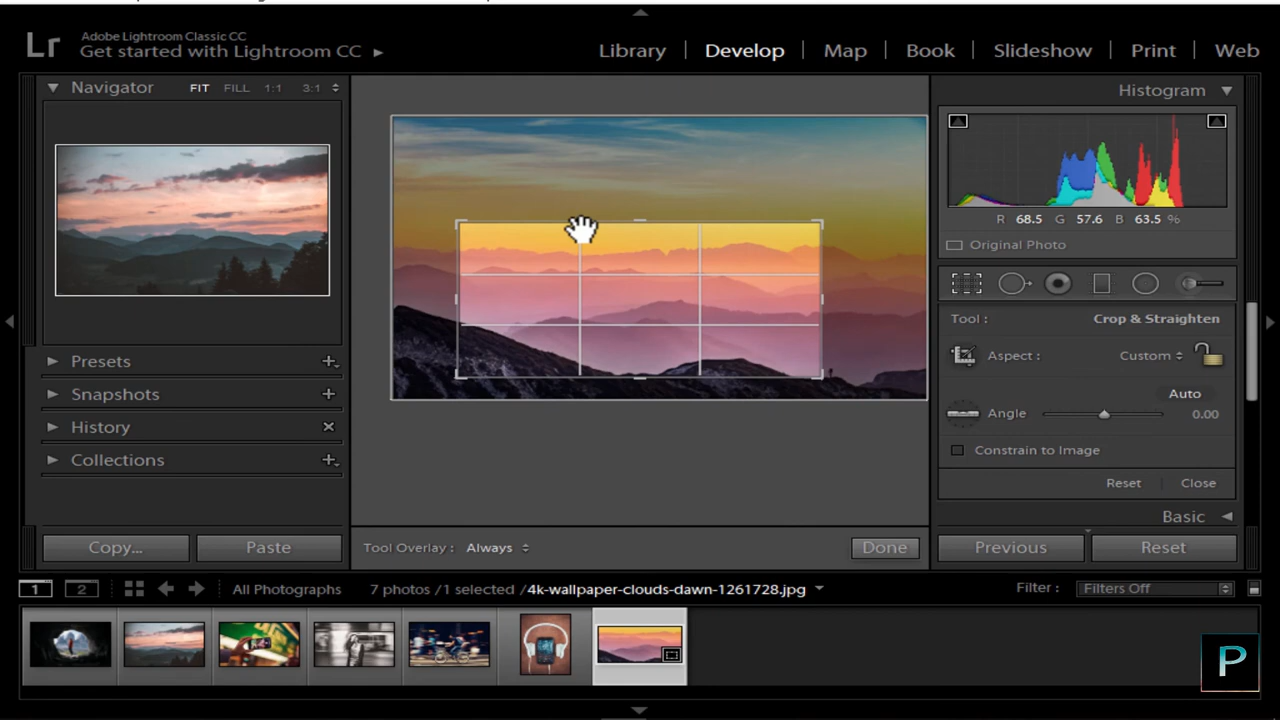 Lr
Adobe Lightroom Classic CC
Get started with Lightroom CC
Library
Develop
Map
Book
Slideshow
Print
Web
Navigator FIT FILL 1:1 3:1
Presets
Snapshots
History
Collections
Copy... Paste
Tool Overlay : Always
Done
Histogram
R 68.5 G 57.6 B 63.5 %
Original Photo
Tool : Crop & Straighten
Aspect : Custom
Auto
Angle 0.00
Constrain to Image
Reset Close
Basic
Previous Reset
1 2 All Photographs 7 photos /1 selected /4k-wallpaper-clouds-dawn-1261728.jpg
Filter : Filters Off
P